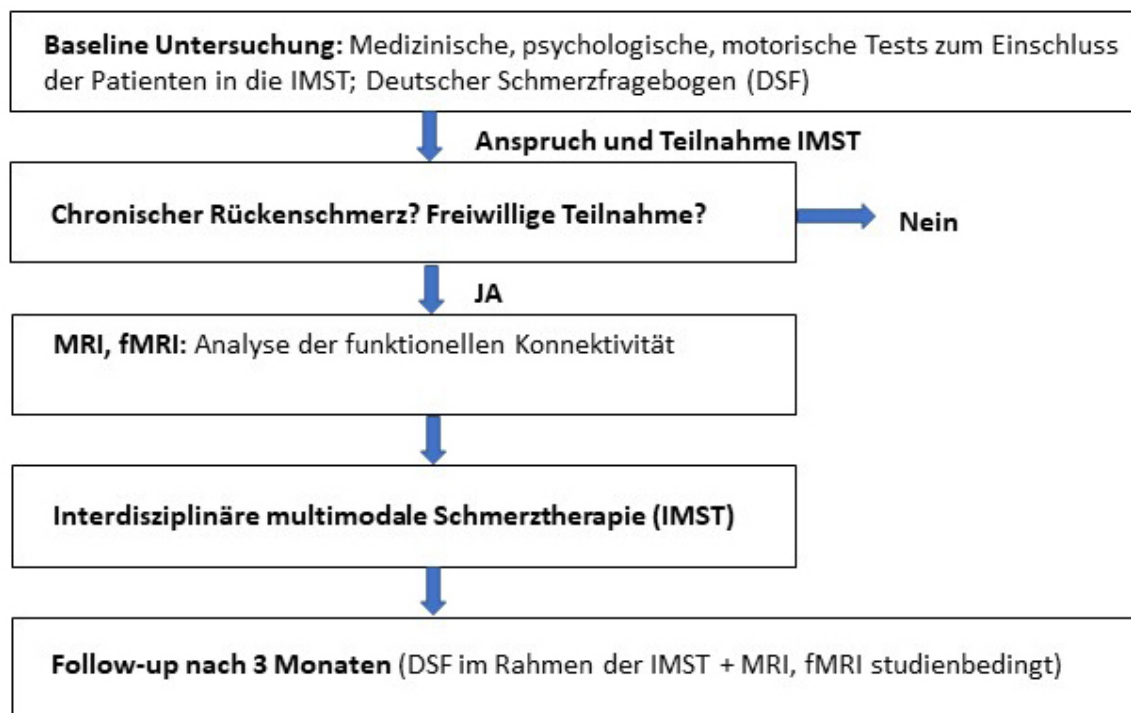 Baseline Untersuchung: Medizinische, psychologische, motorische Tests zum Einschluss
der Patienten in die IMST; Deutscher Schmerzfragebogen (DSF)
Anspruch und Teilnahme IMST
Chronischer Rückenschmerz? Freiwillige Teilnahme?
Nein
JA
MRI, fMRI: Analyse der funktionellen Konnektivität
Interdisziplinäre multimodale Schmerztherapie (IMST)
Follow-up nach 3 Monaten (DSF im Rahmen der IMST + MRI, fMRI studienbedingt)